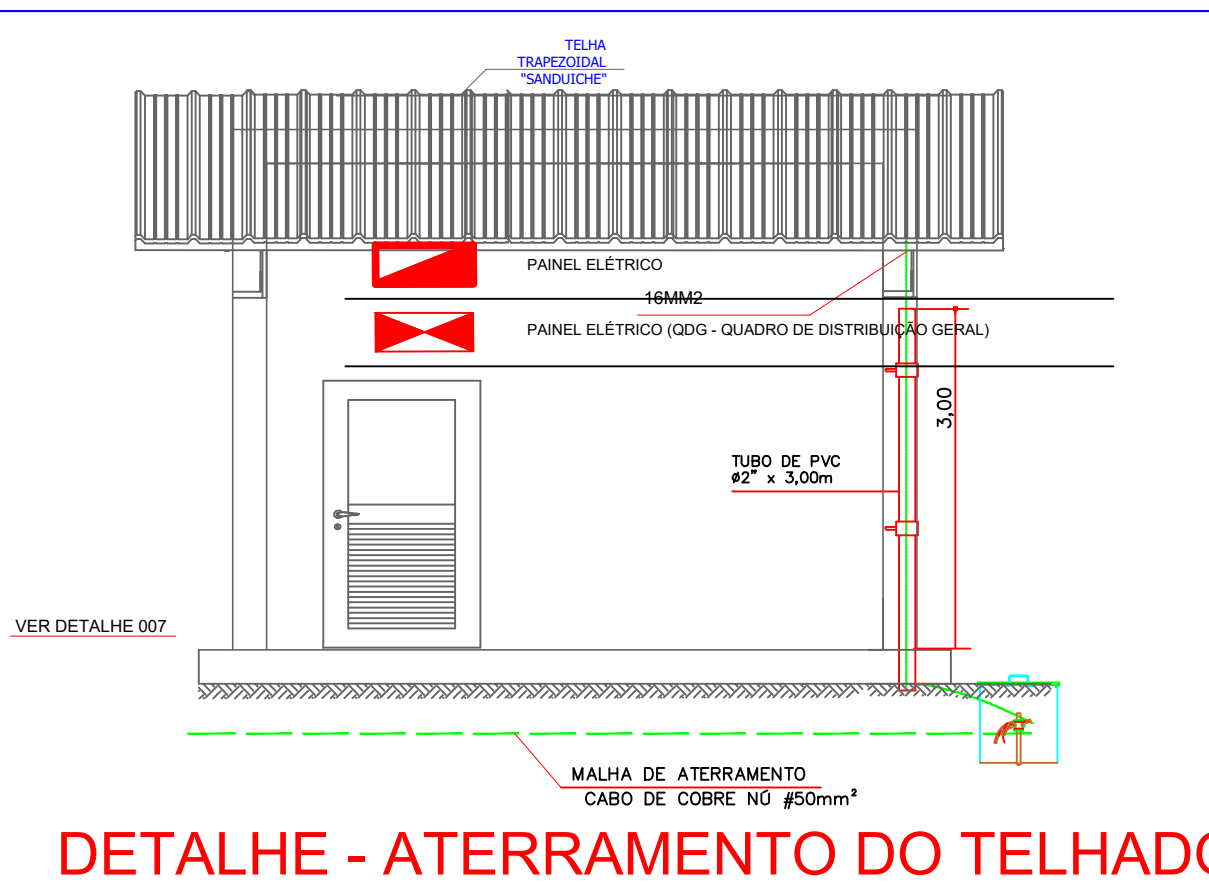 TELHA
TRAPEZOIDAL
"SANDUICHE"
PAINEL ELÉTRICO
16MM2
PAINEL ELÉTRICO (QDG - QUADRO DE DISTRIBUIÇÃO GERAL)
3,00
TUBO DE PVC
ø2" x 3,00m
VER DETALHE 007
MALHA DE ATERRAMENTO
CABO DE COBRE NÚ #50mm²
DETALHE - ATERRAMENTO DO TELHADO